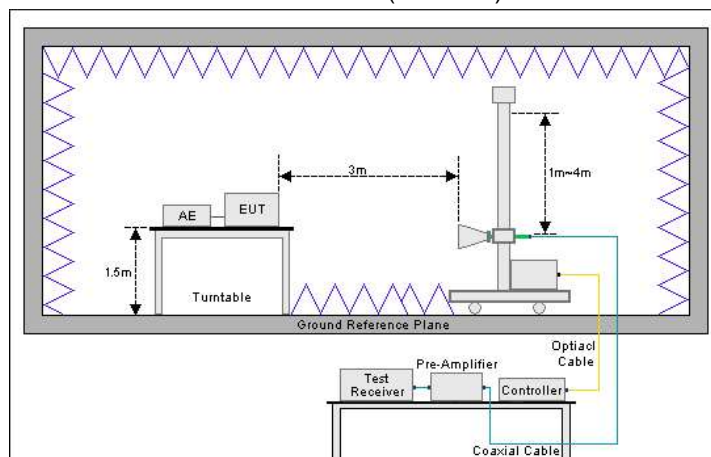 3m
1m~4m
AE
EUT
1.5m
Turntable
Ground Reference Plane
Optiacl
Cable
Pre-Amplifier
Test
Receiver
Controller
Coaxial Cable